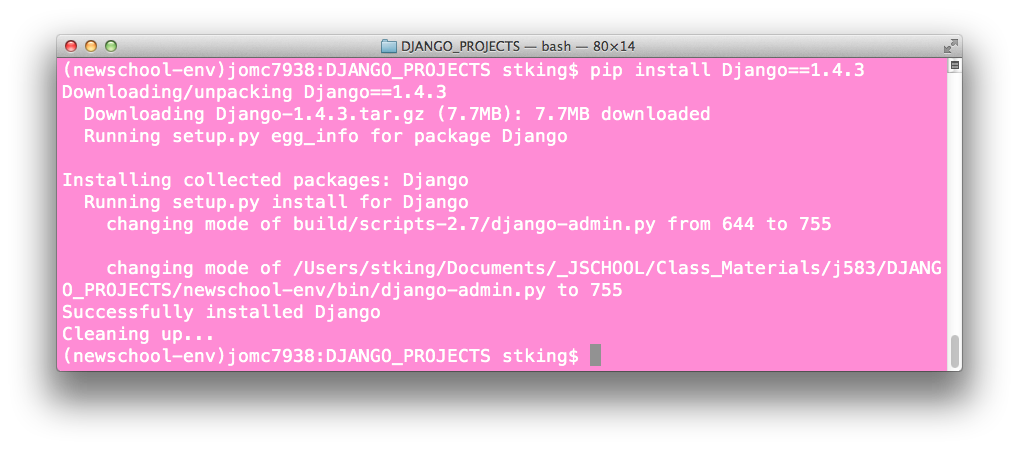 DJANGO_PROJECTS — bash — 80×14
(newschool-env)jomc7938:DJANGO_PROJECTS stking$ pip install Django==1.4.3
Downloading/unpacking Django==1.4.3
  Downloading Django-1.4.3.tar.gz (7.7MB): 7.7MB downloaded
  Running setup.py egg_info for package Django
Installing collected packages: Django
  Running setup.py install for Django
    changing mode of build/scripts-2.7/django-admin.py from 644 to 755
    changing mode of /Users/stking/Documents/_JSCHOOL/Class_Materials/j583/DJANG
O_PROJECTS/newschool-env/bin/django-admin.py to 755
Successfully installed Django
Cleaning up...
(newschool-env)jomc7938:DJANGO_PROJECTS stking$